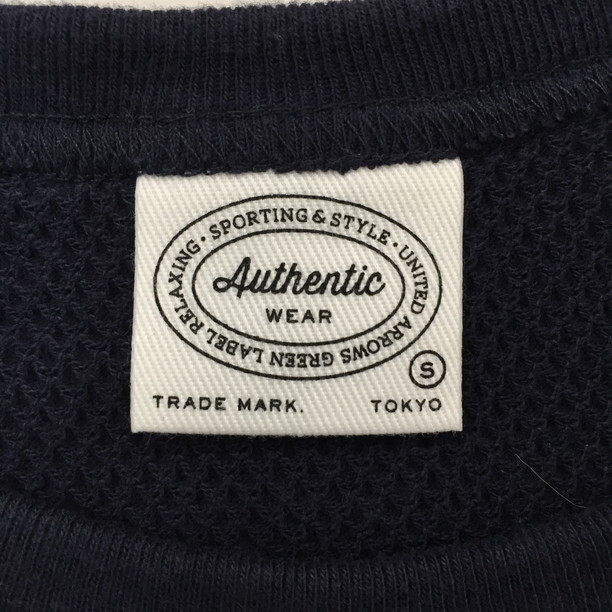 SPORTING & STYLE · UNITED ARROWS GREEN LABEL RELAXING ·
Authentic
WEAR
S
TRADE MARK. TOKYO